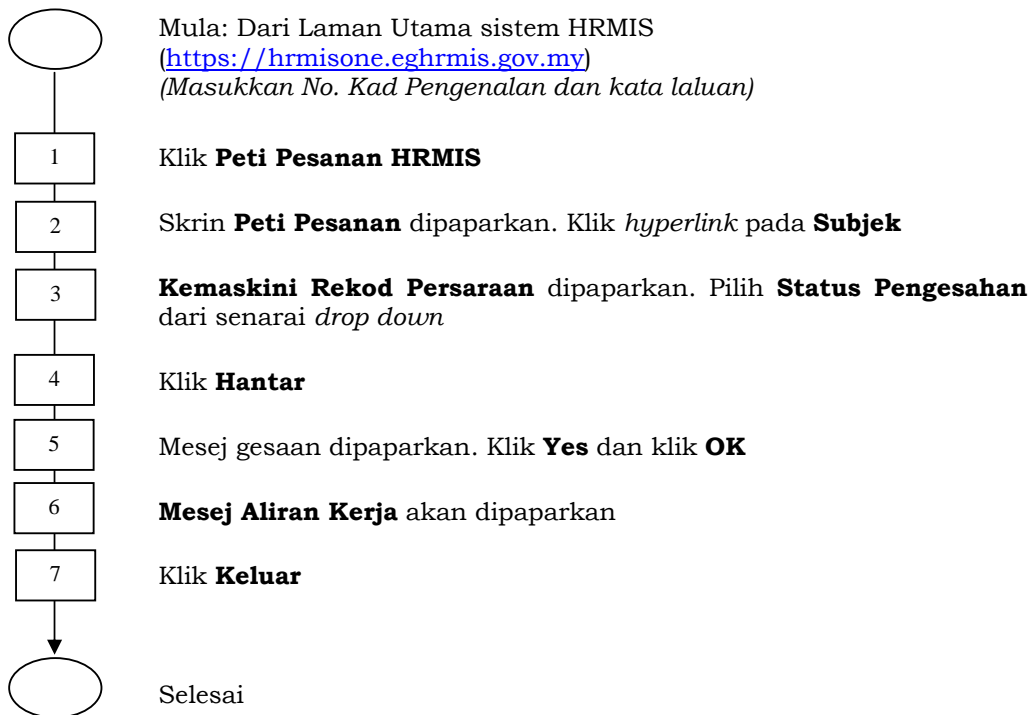 Mula: Dari Laman Utama sistem HRMIS
(https://hrmisone.eghrmis.gov.my)
(Masukkan No. Kad Pengenalan dan kata laluan)
1
Klik Peti Pesanan HRMIS
2
Skrin Peti Pesanan dipaparkan. Klik hyperlink pada Subjek
3
Kemaskini Rekod Persaraan dipaparkan. Pilih Status Pengesahan
dari senarai drop down
4
Klik Hantar
5
Mesej gesaan dipaparkan. Klik Yes dan klik OK
6
Mesej Aliran Kerja akan dipaparkan
7
Klik Keluar
Selesai